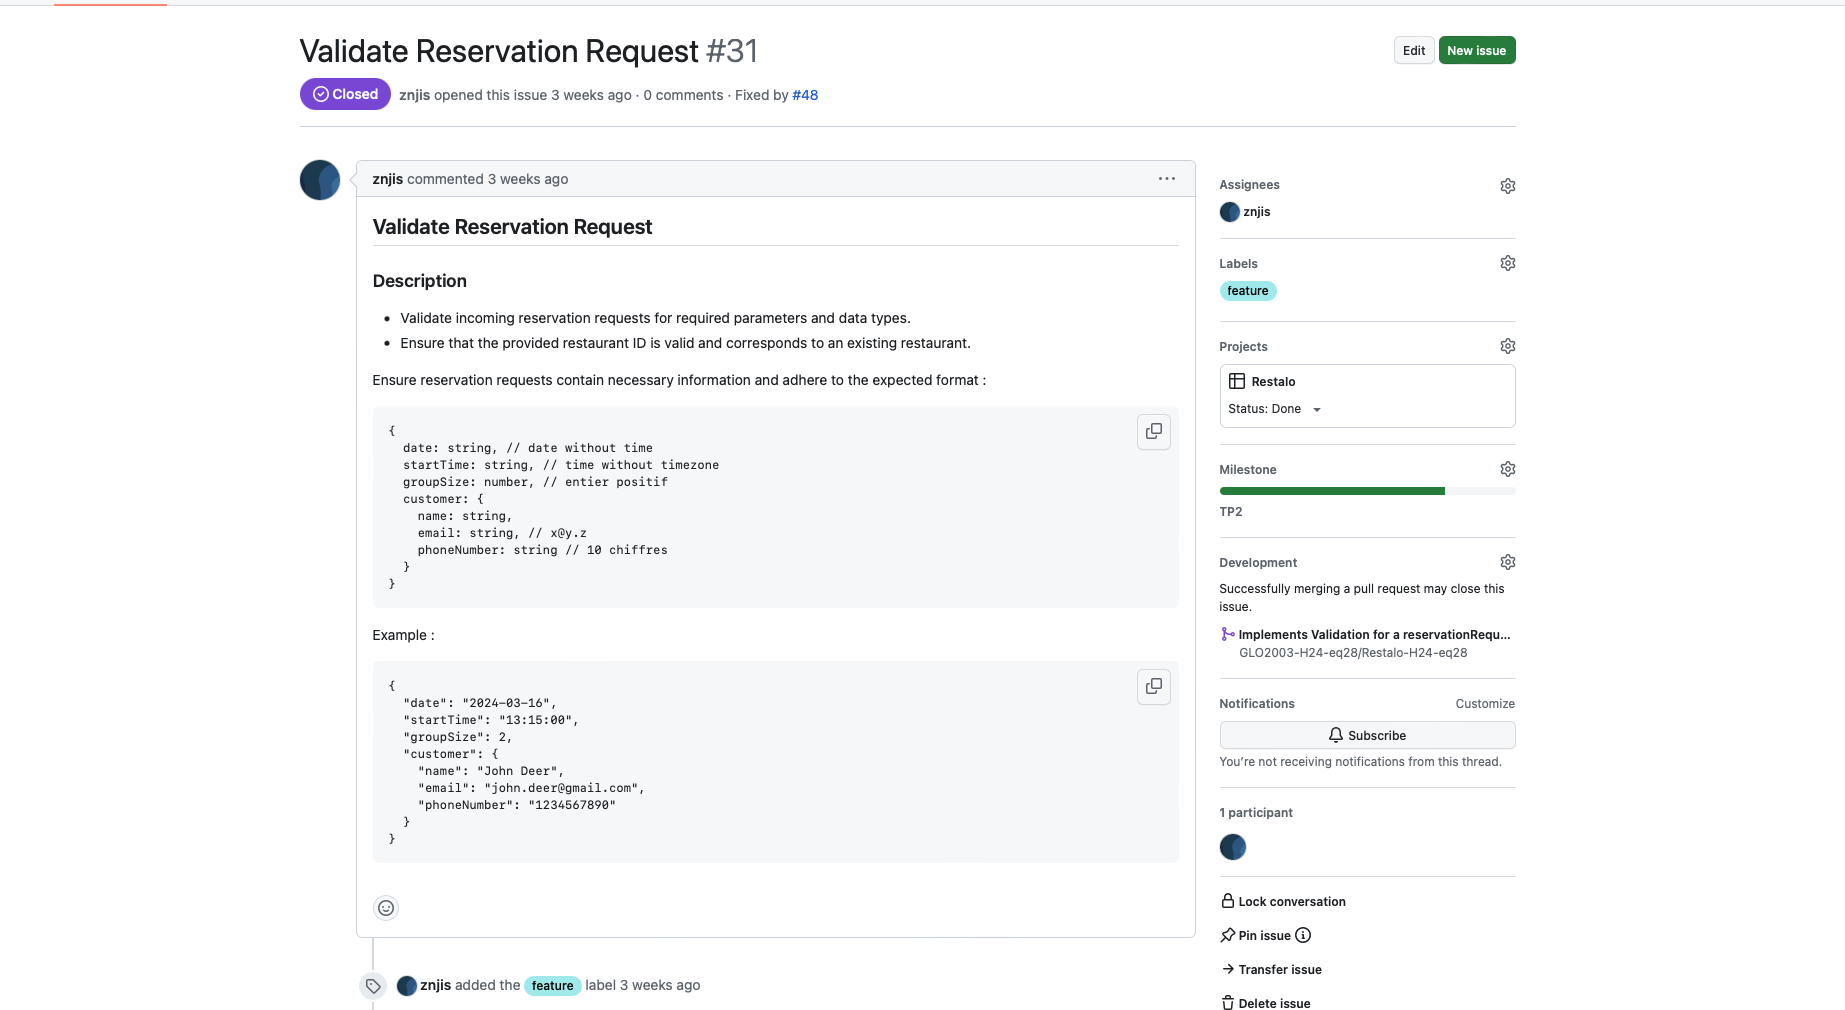 Validate Reservation Request #31
Edit
New issue
Closed
znjis opened this issue 3 weeks ago · 0 comments · Fixed by #48
znjis commented 3 weeks ago
Validate Reservation Request
Description
• Validate incoming reservation requests for required parameters and data types.
• Ensure that the provided restaurant ID is valid and corresponds to an existing restaurant.
Ensure reservation requests contain necessary information and adhere to the expected format :
{
  date: string, // date without time
  startTime: string, // time without timezone
  groupSize: number, // entier positif
  customer: {
    name: string,
    email: string, // x@y.z
    phoneNumber: string // 10 chiffres
  }
}
Example :
{
  "date": "2024-03-16",
  "startTime": "13:15:00",
  "groupSize": 2,
  "customer": {
    "name": "John Deer",
    "email": "john.deer@gmail.com",
    "phoneNumber": "1234567890"
  }
}
znjis added the feature label 3 weeks ago
Assignees
znjis
Labels
feature
Projects
Restalo
Status: Done
Milestone
TP2
Development
Successfully merging a pull request may close this
issue.
Implements Validation for a reservationRequ...
GLO2003-H24-eq28/Restalo-H24-eq28
Notifications
Customize
Subscribe
You're not receiving notifications from this thread.
1 participant
Lock conversation
Pin issue
Transfer issue
Delete issue